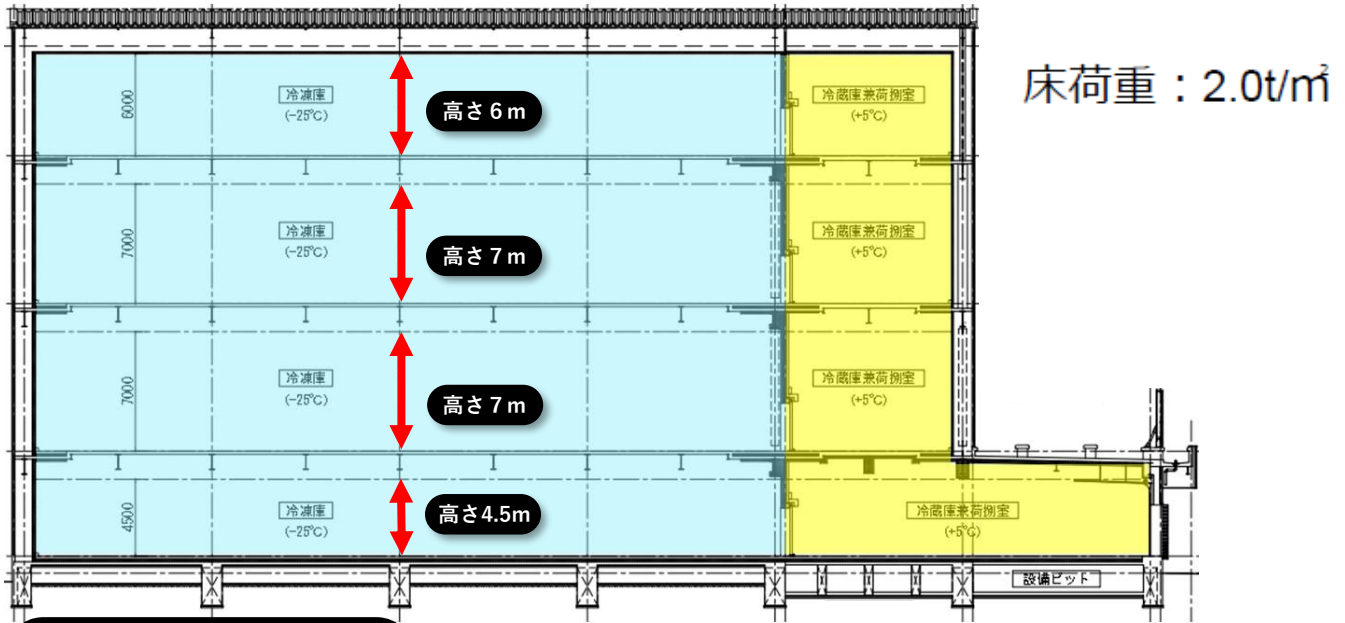 床荷重：2.0t/㎡
6000
冷凍庫
(-25℃)
高さ６ｍ
冷蔵庫兼荷捌室
(+5℃)
7000
冷凍庫
(-25℃)
高さ７ｍ
冷蔵庫兼荷捌室
(+5℃)
7000
冷凍庫
(-25℃)
高さ７ｍ
冷蔵庫兼荷捌室
(+5℃)
4500
冷凍庫
(-25℃)
高さ4.5m
冷蔵庫兼荷捌室
(+5℃)
設備ピット